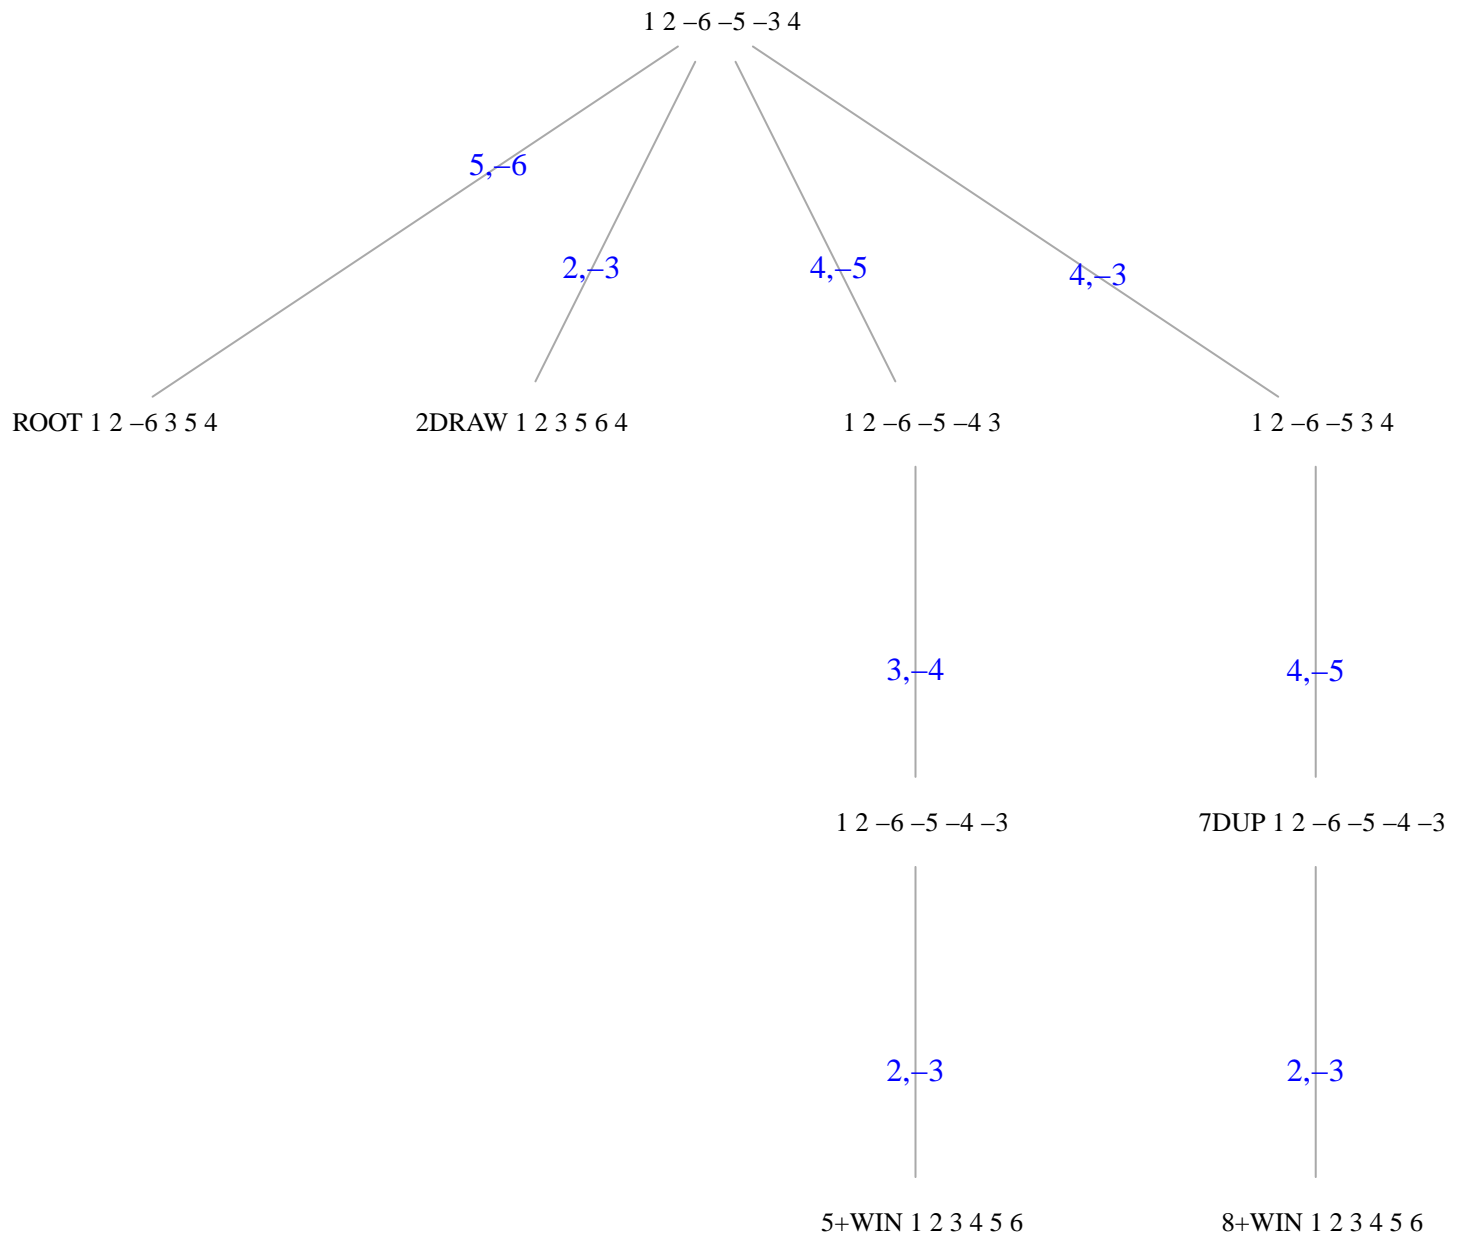 1 2 –6 –5 –3 4
5,–6
2,–3
4,–5
4,–3
ROOT 1 2 –6 3 5 4
2DRAW 1 2 3 5 6 4
1 2 –6 –5 –4 3
1 2 –6 –5 3 4
3,–4
4,–5
1 2 –6 –5 –4 –3
7DUP 1 2 –6 –5 –4 –3
2,–3
2,–3
5+WIN 1 2 3 4 5 6
8+WIN 1 2 3 4 5 6